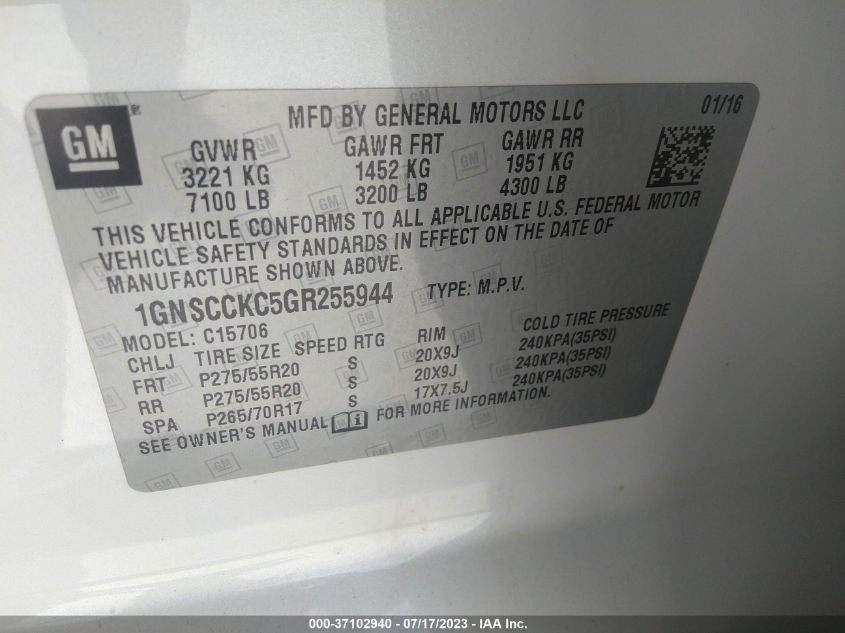 GM
MFD BY GENERAL MOTORS LLC
01/16
GVWR GAWR FRT GAWR RR
3221 KG 1452 KG 1951 KG
7100 LB 3200 LB 4300 LB
THIS VEHICLE CONFORMS TO ALL APPLICABLE U.S. FEDERAL MOTOR
VEHICLE SAFETY STANDARDS IN EFFECT ON THE DATE OF
MANUFACTURE SHOWN ABOVE.
1GNSCCKC5GR255944 TYPE: M.P.V.
MODEL: C15706
CHLJ TIRE SIZE SPEED RTG RIM COLD TIRE PRESSURE
FRT P275/55R20 S 20X9J 240KPA(35PSI)
RR P275/55R20 S 20X9J 240KPA(35PSI)
SPA P265/70R17 S 17X7.5J 240KPA(35PSI)
SEE OWNER'S MANUAL FOR MORE INFORMATION.
000-37102940 - 07/17/2023 - IAA Inc.